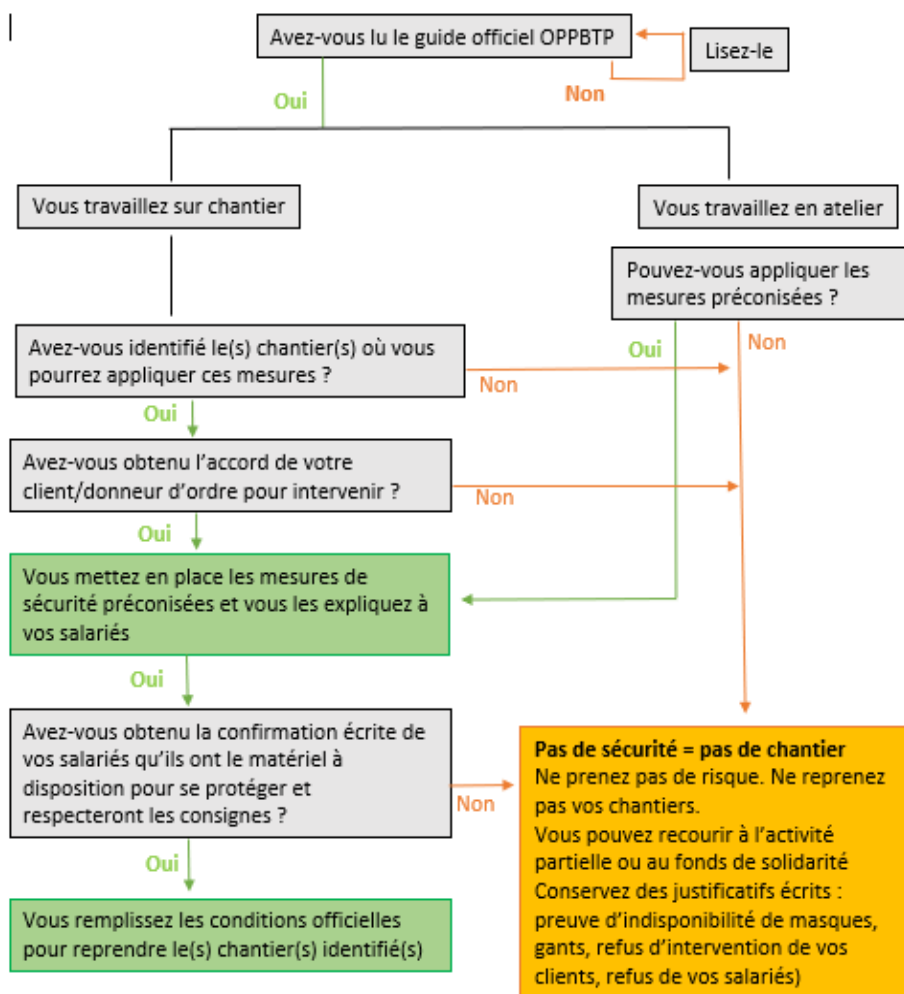 Avez-vous lu le guide officiel OPPBTP
Lisez-le
Non
Oui
Vous travaillez sur chantier
Vous travaillez en atelier
Pouvez-vous appliquer les
mesures préconisées ?
Oui
Non
Avez-vous identifié le(s) chantier(s) où vous
pourrez appliquer ces mesures ?
Non
Oui
Avez-vous obtenu l’accord de votre
client/donneur d’ordre pour intervenir ?
Non
Oui
Vous mettez en place les mesures de
sécurité préconisées et vous les expliquez à
vos salariés
Oui
Avez-vous obtenu la confirmation écrite de
vos salariés qu’ils ont le matériel à
disposition pour se protéger et
respecteront les consignes ?
Non
Oui
Vous remplissez les conditions officielles
pour reprendre le(s) chantier(s) identifié(s)
Pas de sécurité = pas de chantier
Ne prenez pas de risque. Ne reprenez
pas vos chantiers.
Vous pouvez recourir à l’activité
partielle ou au fonds de solidarité
Conservez des justificatifs écrits :
preuve d’indisponibilité de masques,
gants, refus d’intervention de vos
clients, refus de vos salariés)